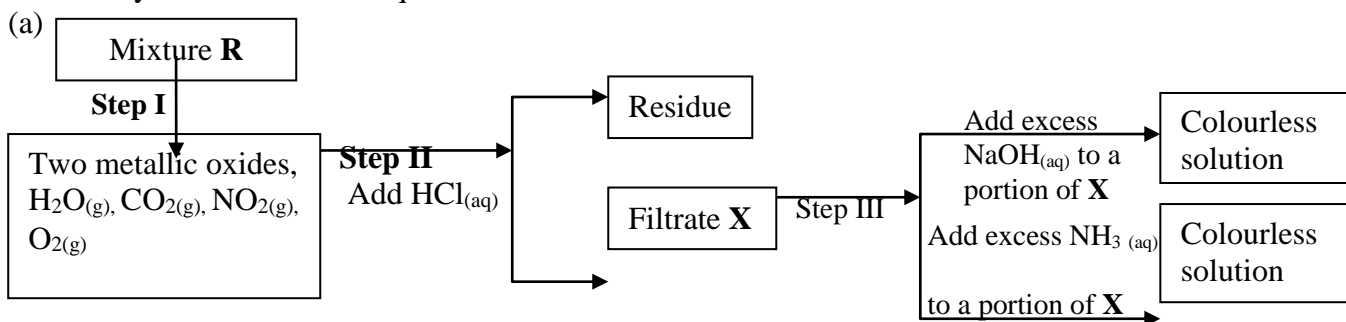 (a)
Mixture R
Step I
Two metallic oxides,
H₂O(g), CO₂(g), NO₂(g),
O₂(g)
Step II
Add HCl(aq)
Residue
Filtrate X
Step III
Add excess
NaOH(aq) to a
portion of X
Colourless
solution
Add excess NH₃ (aq)
to a portion of X
Colourless
solution